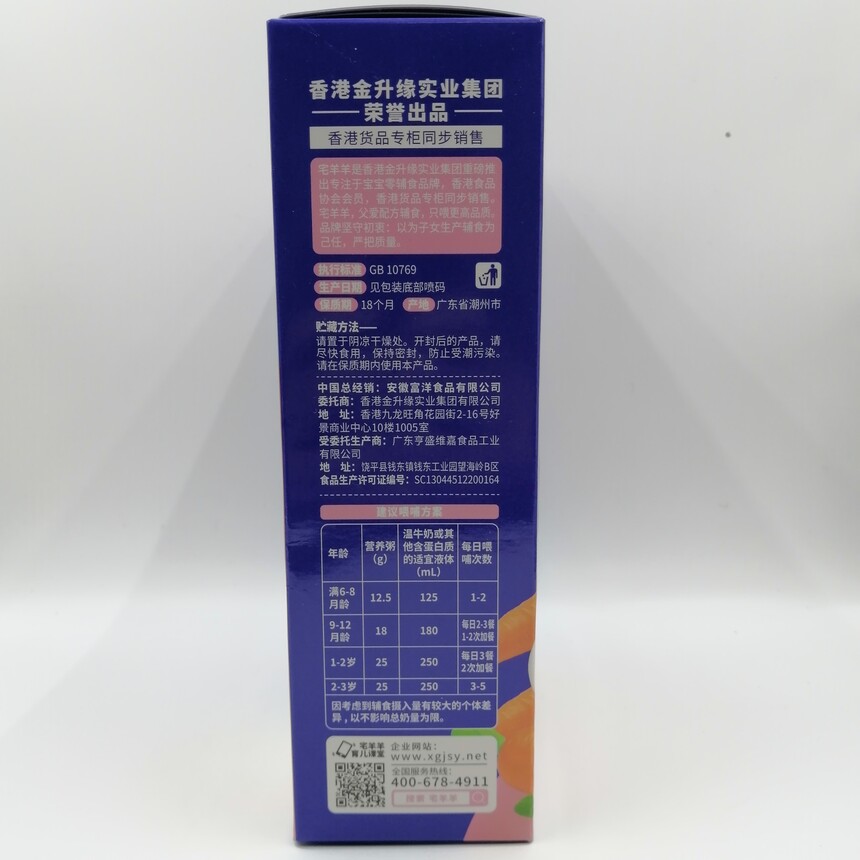 香港金升缘实业集团
荣誉出品
香港货品专柜同步销售
宅羊羊是香港金升缘实业集团重磅推
出专注于宝宝零辅食品牌，香港食品
协会会员，香港货品专柜同步销售。
宅羊羊，父爱配方辅食，只喂更高品质。
品牌坚守初衷：以为子女生产辅食为
己任，严把质量。
执行标准 GB 10769
生产日期 见包装底部喷码
保质期 18个月 产地 广东省潮州市
贮藏方法—
请置于阴凉干燥处。开封后的产品，请
尽快食用，保持密封，防止受潮污染。
请在保质期内使用本产品。
中国总经销：安徽富洋食品有限公司
委托商：香港金升缘实业集团有限公司
地 址：香港九龙旺角花园街2-16号好
景商业中心10楼1005室
受委托生产商：广东亨盛维嘉食品工业
有限公司
地 址：饶平县钱东镇钱东工业园望海岭B区
食品生产许可证编号：SC13044512200164
建议喂哺方案
年龄 营养粥（g） 温牛奶或其他含蛋白质的适宜液体（mL） 每日喂哺次数
满6-8月龄 12.5 125 1-2
9-12月龄 18 180 每日2-3餐 1-2次加餐
1-2岁 25 250 每日3餐 2次加餐
2-3岁 25 250 3-5
因考虑到辅食摄入量有较大的个体差
异，以不影响总奶量为限。
宅羊羊
育儿课堂
企业网站：
www.xgjsy.net
全国服务热线：
400-678-4911
搜索 宅羊羊